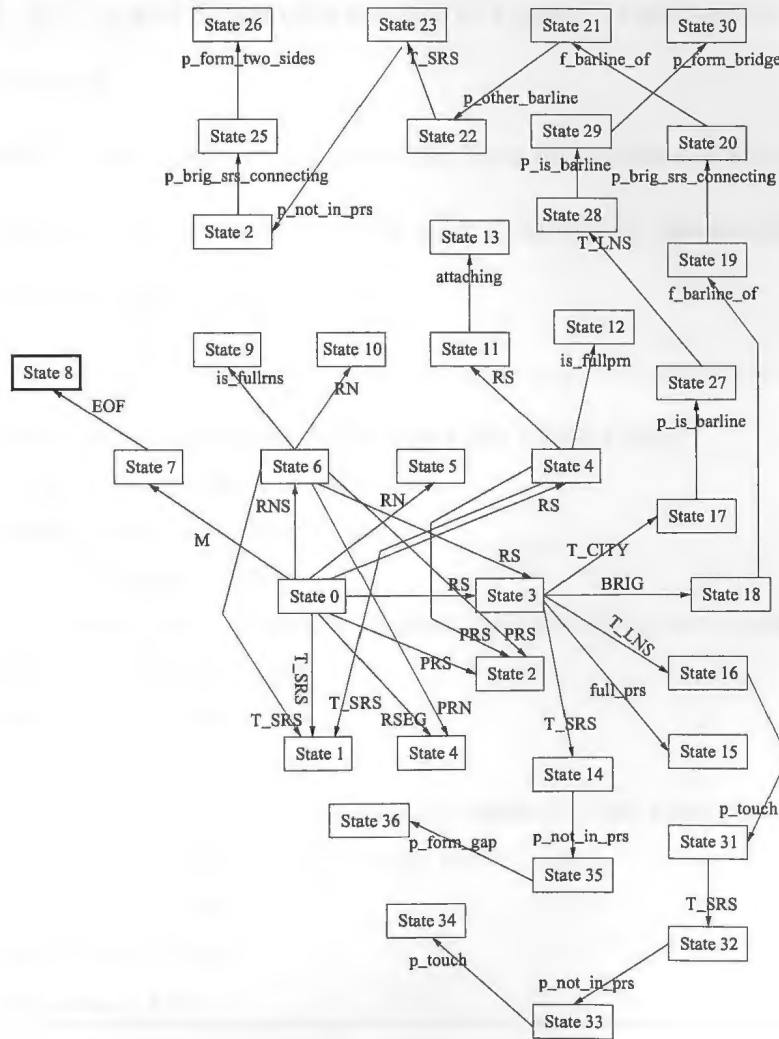 State 26
State 23
State 21
State 30
p_form_two_sides
T_SRS
f_barline_of
p_form_bridge
p_other_barline
State 25
State 22
State 29
State 20
p_brig_srs_connecting
P_is_barline
p_brig_srs_connecting
p_not_in_prs
State 2
State 13
State 28
T_LNS
State 19
attaching
f_barline_of
State 12
State 9
State 10
State 11
is_fullprn
State 8
is_fullrns
RN
RS
State 27
EOF
p_is_barline
State 7
State 6
State 5
State 4
RNS
RN
RS
State 17
M
T_CITY
RS
State 0
RS
State 3
BRIG
State 18
T_SRS
PRS
PRS
PRS
T_LNS
State 2
State 16
full_prs
T_SRS
T_SRS
RSEG
PRN
T_SRS
State 1
State 4
State 15
State 14
p_touch
State 36
p_not_in_prs
State 31
p_form_gap
State 35
T_SRS
State 34
State 32
p_touch
p_not_in_prs
State 33